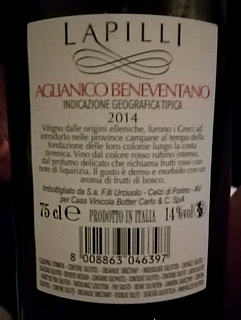 LAPILLI
AGLIANICO BENEVENTANO
INDICAZIONE GEOGRAFICA TIPICA
2014
Vitigno dalle origini elleniche, furono i Greci ad
introdurlo nelle province campane al tempo della
fondazione delle loro colonie lungo la costa
tirrenica. Vino dal colore rosso rubino intenso,
dal profumo delicato che richiama frutti rossi con
note di liquirizia. Il gusto è denso e morbido con un
aroma di frutti di bosco.
Imbottigliato da S.a. F.lli Urciuolo - Celzi di Forino - AV
per Casa Vinicola Botter Carlo & C. SpA
75 cl e PRODOTTO IN ITALIA 14%vol
8 008863 046397